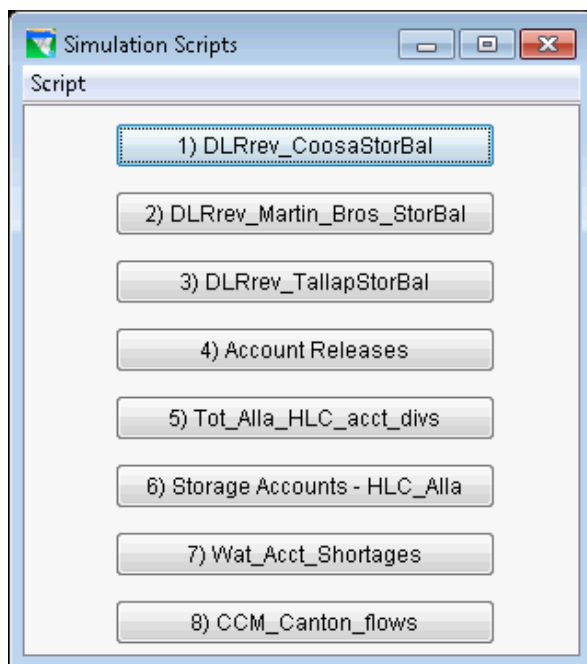 Simulation Scripts
Script
1) DLRrev_CoosaStorBal
2) DLRrev_Martin_Bros_StorBal
3) DLRrev_TallapStorBal
4) Account Releases
5) Tot_Alla_HLC_acct_divs
6) Storage Accounts - HLC_Alla
7) Wat_Acct_Shortages
8) CCM_Canton_flows